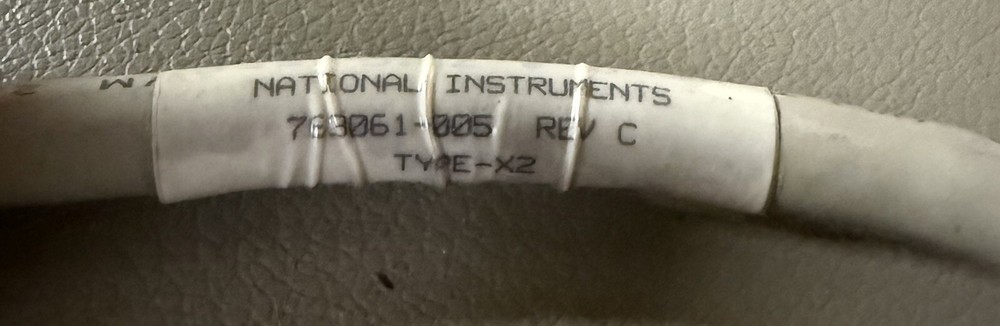 NATIONAL INSTRUMENTS
763061-005 REV C
TYPE-X2